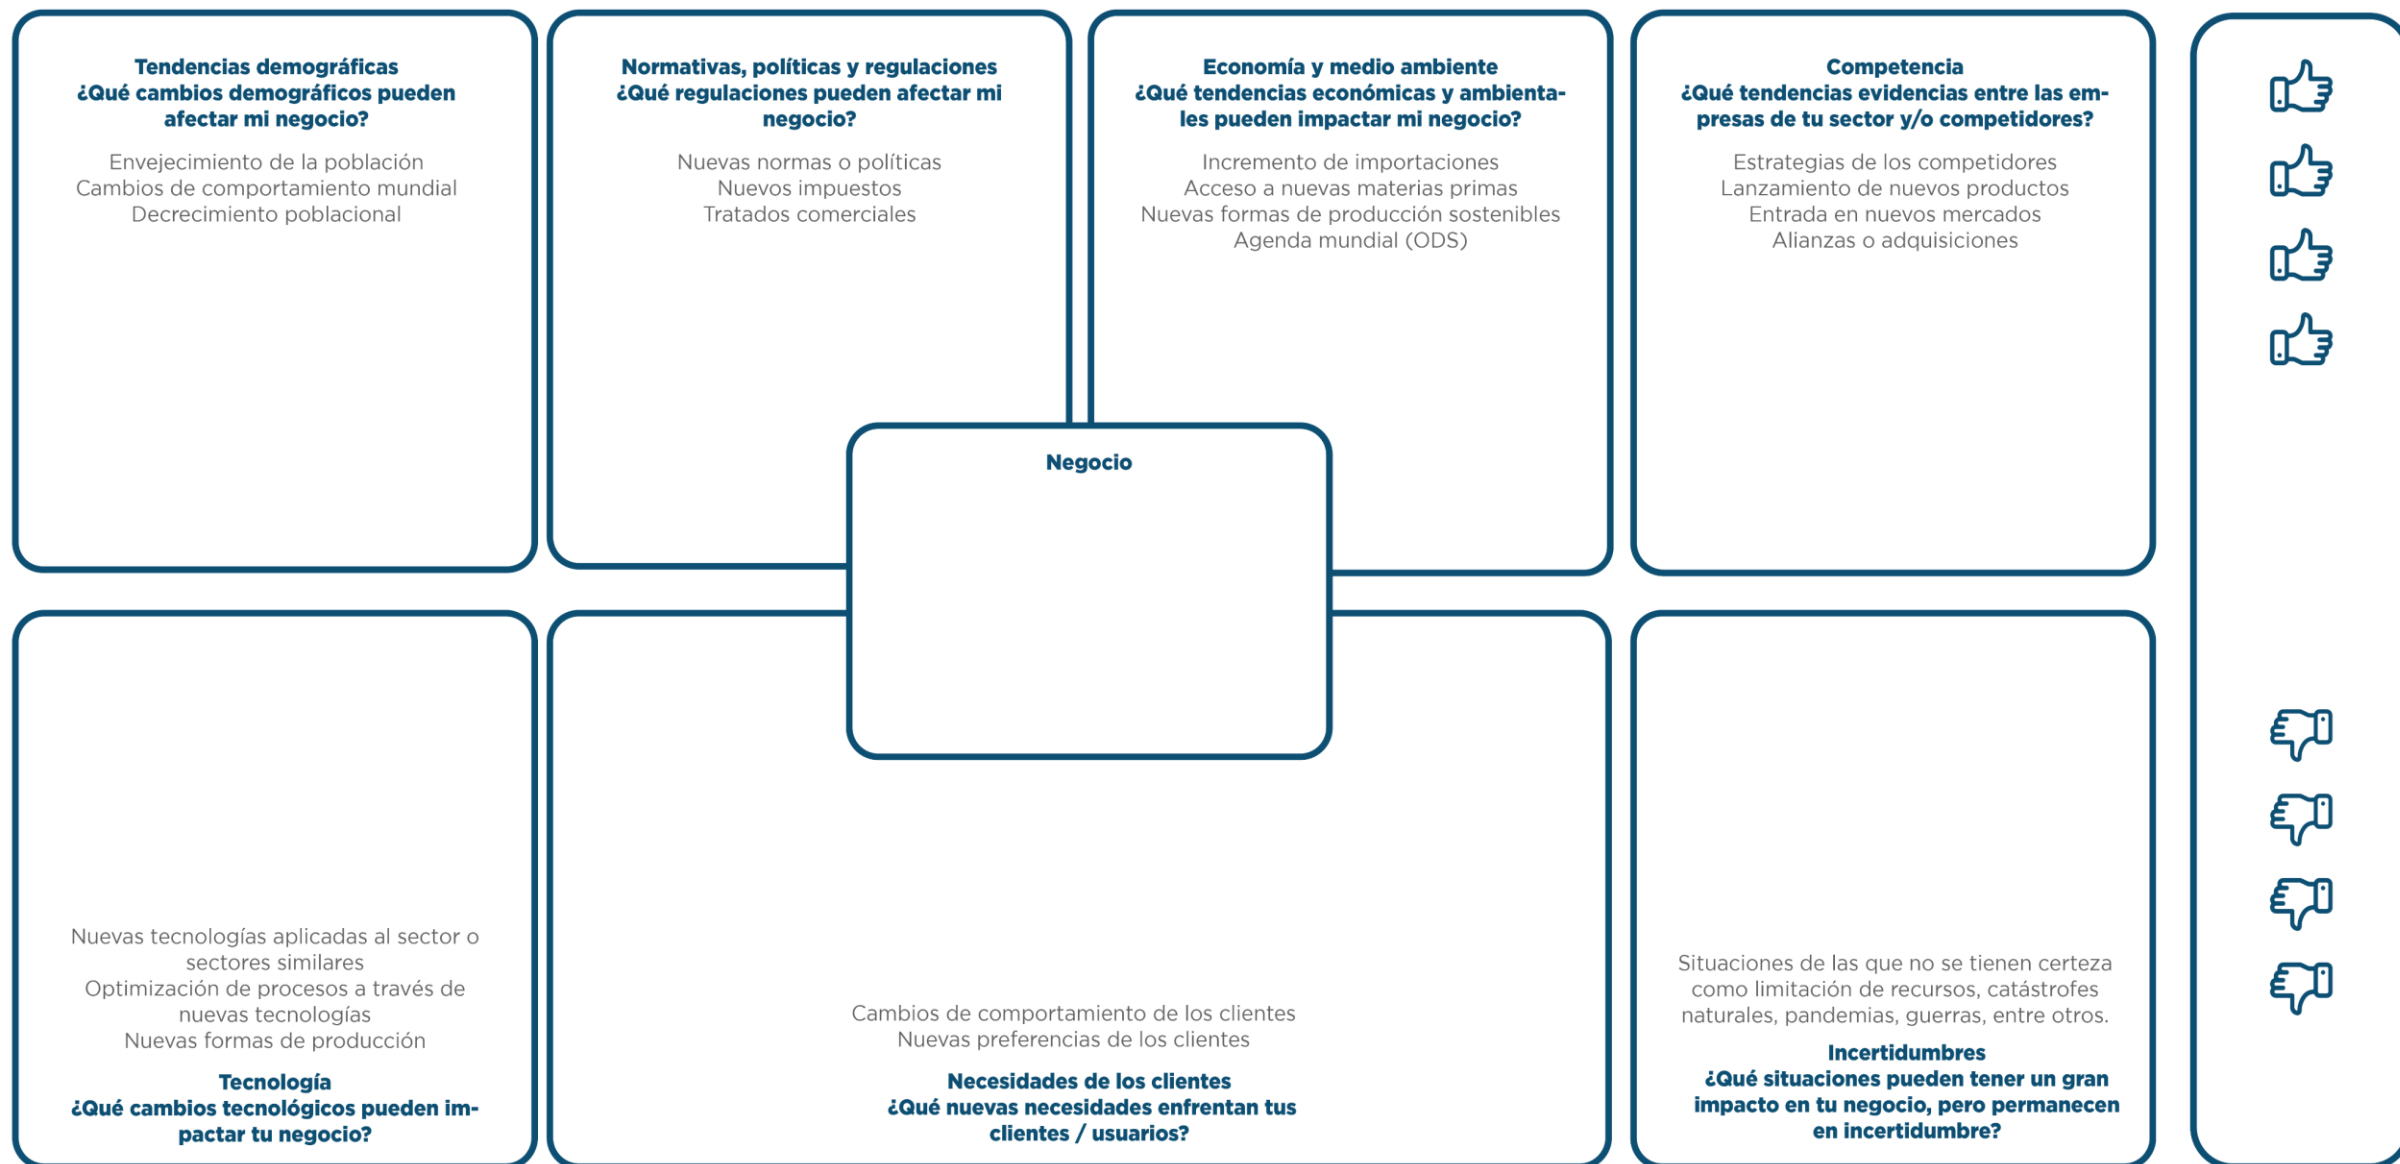 Tendencias demográficas
¿Qué cambios demográficos pueden
afectar mi negocio?
Envejecimiento de la población
Cambios de comportamiento mundial
Decrecimiento poblacional
Normativas, políticas y regulaciones
¿Qué regulaciones pueden afectar mi
negocio?
Nuevas normas o políticas
Nuevos impuestos
Tratados comerciales
Economía y medio ambiente
¿Qué tendencias económicas y ambienta-
les pueden impactar mi negocio?
Incremento de importaciones
Acceso a nuevas materias primas
Nuevas formas de producción sostenibles
Agenda mundial (ODS)
Competencia
¿Qué tendencias evidencias entre las em-
presas de tu sector y/o competidores?
Estrategias de los competidores
Lanzamiento de nuevos productos
Entrada en nuevos mercados
Alianzas o adquisiciones
Negocio
Nuevas tecnologías aplicadas al sector o
sectores similares
Optimización de procesos a través de
nuevas tecnologías
Nuevas formas de producción
Tecnología
¿Qué cambios tecnológicos pueden im-
pactar tu negocio?
Cambios de comportamiento de los clientes
Nuevas preferencias de los clientes
Necesidades de los clientes
¿Qué nuevas necesidades enfrentan tus
clientes / usuarios?
Situaciones de las que no se tienen certeza
como limitación de recursos, catástrofes
naturales, pandemias, guerras, entre otros.
Incertidumbres
¿Qué situaciones pueden tener un gran
impacto en tu negocio, pero permanecen
en incertidumbre?